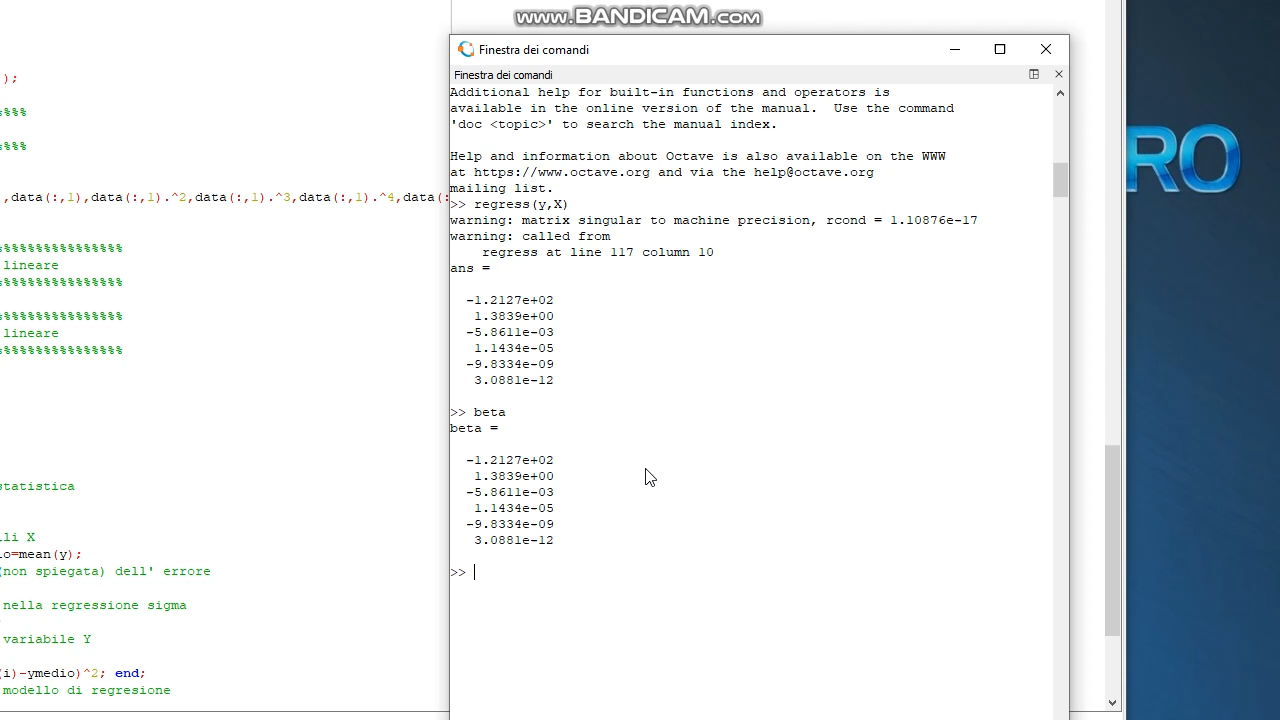 www.BANDICAM.com
Finestra dei comandi
Finestra dei comandi
Additional help for built-in functions and operators is
available in the online version of the manual.  Use the command
'doc <topic>' to search the manual index.
Help and information about Octave is also available on the WWW
at https://www.octave.org and via the help@octave.org
mailing list.
>> regress(y,X)
warning: matrix singular to machine precision, rcond = 1.10876e-17
warning: called from
regress at line 117 column 10
ans =
-1.2127e+02
1.3839e+00
-5.8611e-03
1.1434e-05
-9.8334e-09
3.0881e-12
>> beta
beta =
-1.2127e+02
1.3839e+00
-5.8611e-03
1.1434e-05
-9.8334e-09
3.0881e-12
>>
);
%%%
%%%
,data(:,1),data(:,1).^2,data(:,1).^3,data(:,1).^4,data(:
%%%%%%%%%%%%%%%
lineare
%%%%%%%%%%%%%%%
%%%%%%%%%%%%%%%
lineare
%%%%%%%%%%%%%%%
statistica
lli X
io=mean(y);
(non spiegata) dell' errore
nella regressione sigma
variabile Y
(i)-ymedio)^2; end;
modello di regresione
RO